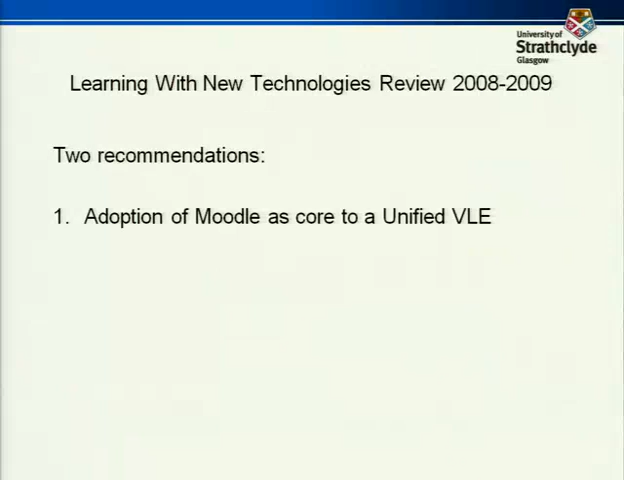 University of
Strathclyde
Glasgow
Learning With New Technologies Review 2008-2009
Two recommendations:
1. Adoption of Moodle as core to a Unified VLE